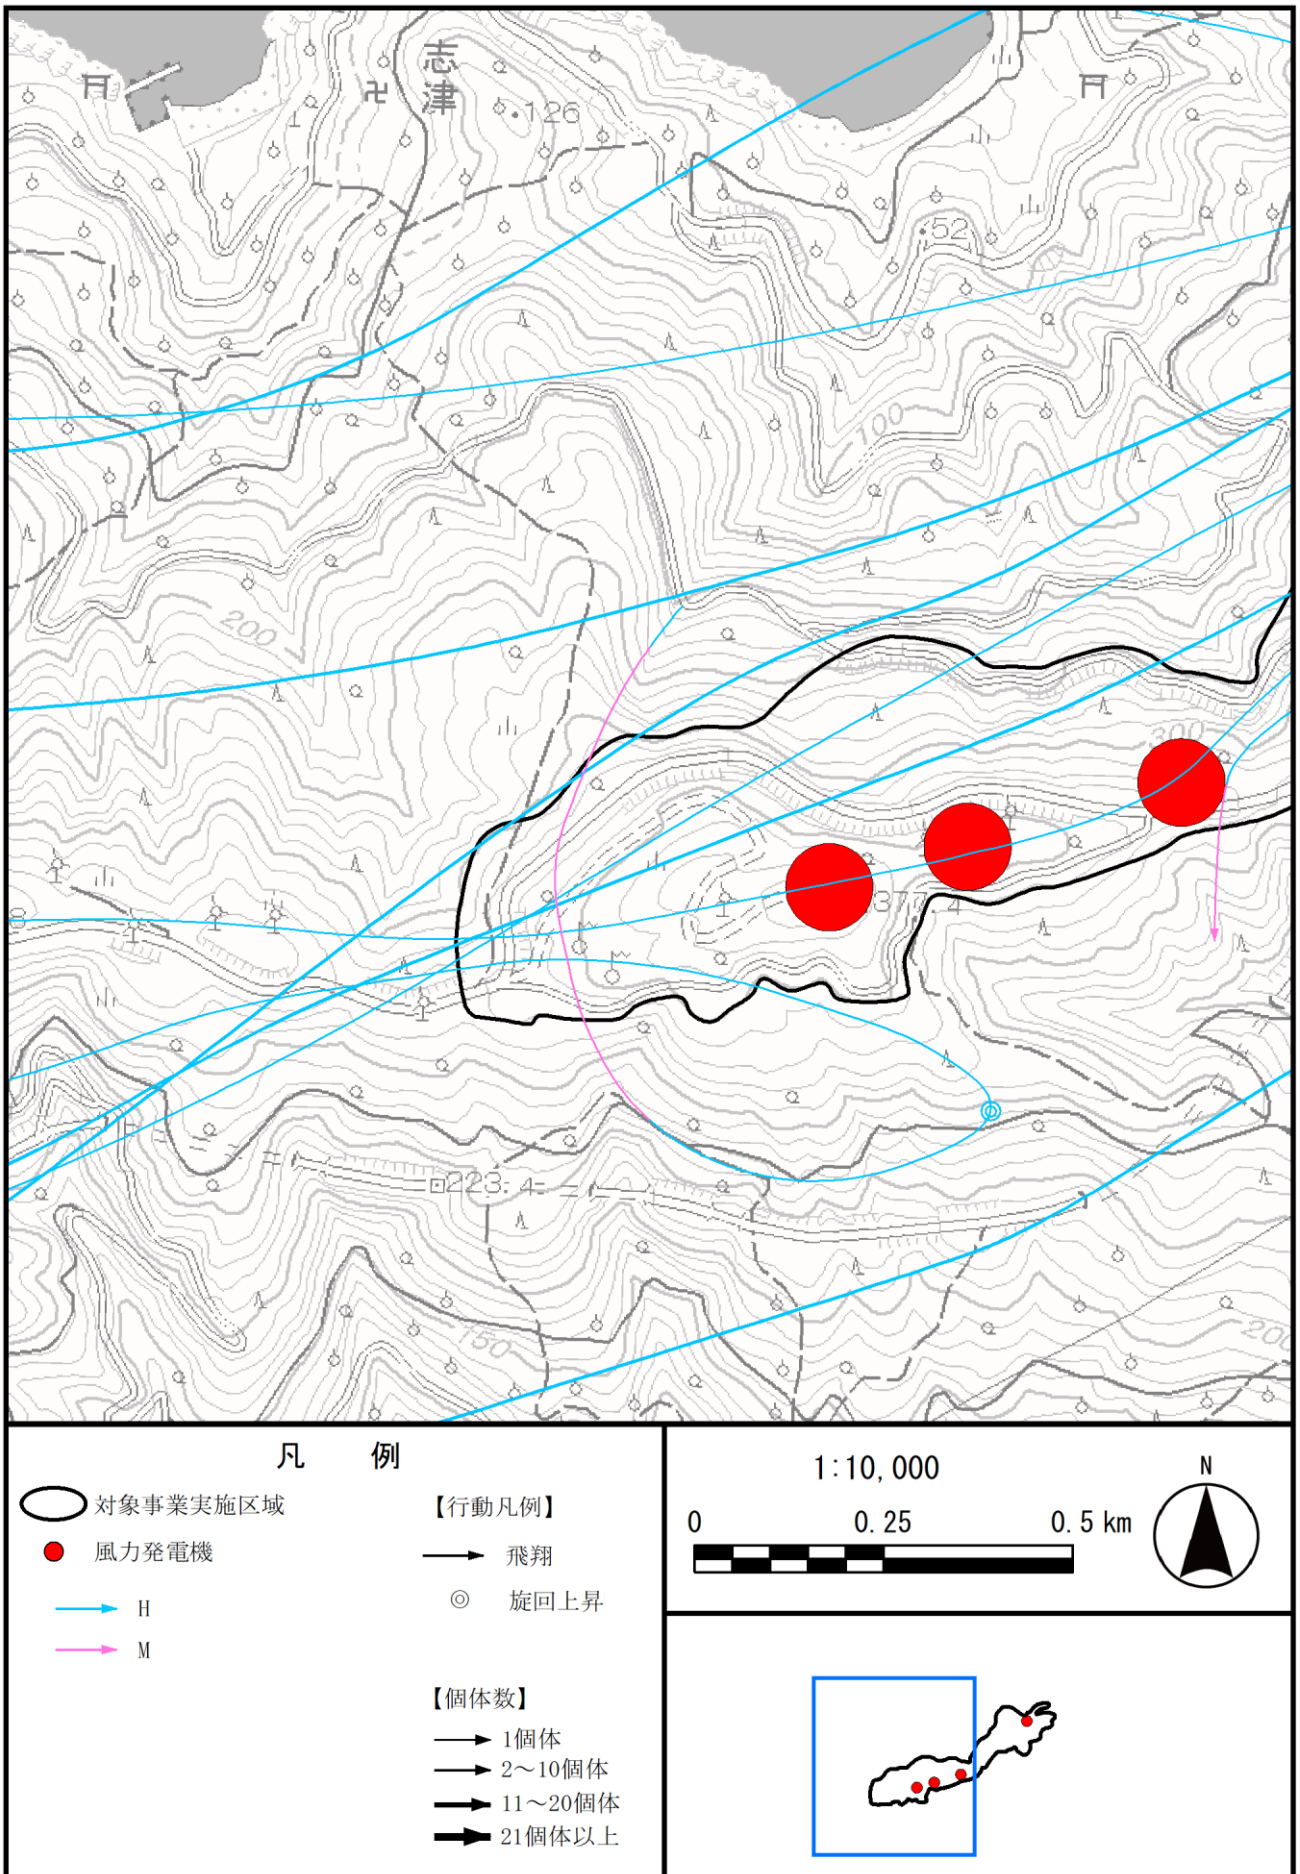 志津
126
52
100
200
300
377.4
8
223.4
150
200
凡 例
対象事業実施区域
風力発電機
H
M
【行動凡例】
飛翔
旋回上昇
【個体数】
1個体
2～10個体
11～20個体
21個体以上
1:10,000
0 0.25 0.5 km
N